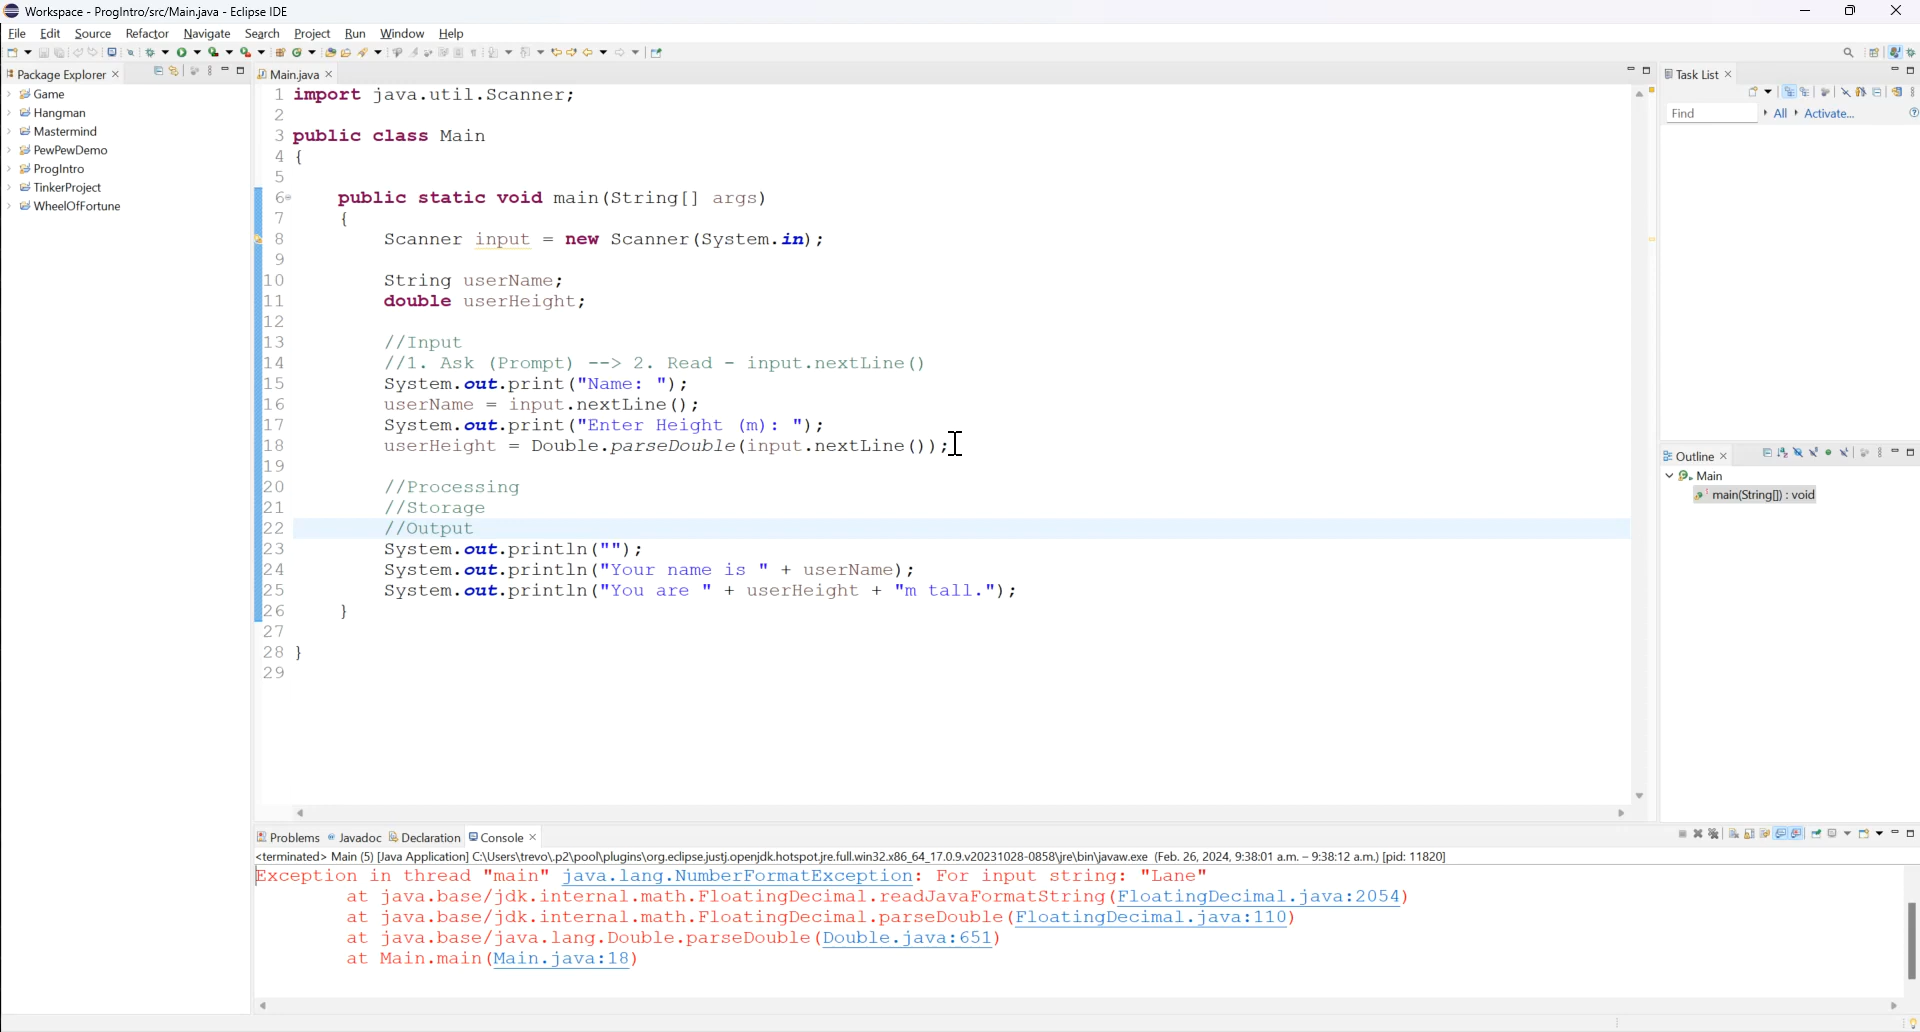 Workspace - ProgIntro/src/Main.java - Eclipse IDE
File Edit Source Refactor Navigate Search Project Run Window Help
Package Explorer
Game
Hangman
Mastermind
PewPewDemo
ProgIntro
TinkerProject
WheelOfFortune
Main.java
1 import java.util.Scanner;
2
3 public class Main
4 {
5
6 public static void main(String[] args)
7 {
8 Scanner input = new Scanner(System.in);
9
10 String userName;
11 double userHeight;
12
13 //Input
14 //1. Ask (Prompt) --> 2. Read - input.nextLine()
15 System.out.print("Name: ");
16 userName = input.nextLine();
17 System.out.print("Enter Height (m): ");
18 userHeight = Double.parseDouble(input.nextLine());
19
20 //Processing
21 //Storage
22 //Output
23 System.out.println("");
24 System.out.println("Your name is " + userName);
25 System.out.println("You are " + userHeight + "m tall.");
26 }
27
28 }
29
Task List
Find All Activate...
Outline
Main
main(String[]) : void
Problems Javadoc Declaration Console
<terminated> Main (5) [Java Application] C:\Users\trevo\.p2\pool\plugins\org.eclipse.justj.openjdk.hotspot.jre.full.win32.x86_64_17.0.9.v20231028-0858\jre\bin\javaw.exe (Feb. 26, 2024, 9:38:01 a.m. – 9:38:12 a.m.) [pid: 11820]
Exception in thread "main" java.lang.NumberFormatException: For input string: "Lane"
at java.base/jdk.internal.math.FloatingDecimal.readJavaFormatString(FloatingDecimal.java:2054)
at java.base/jdk.internal.math.FloatingDecimal.parseDouble(FloatingDecimal.java:110)
at java.base/java.lang.Double.parseDouble(Double.java:651)
at Main.main(Main.java:18)